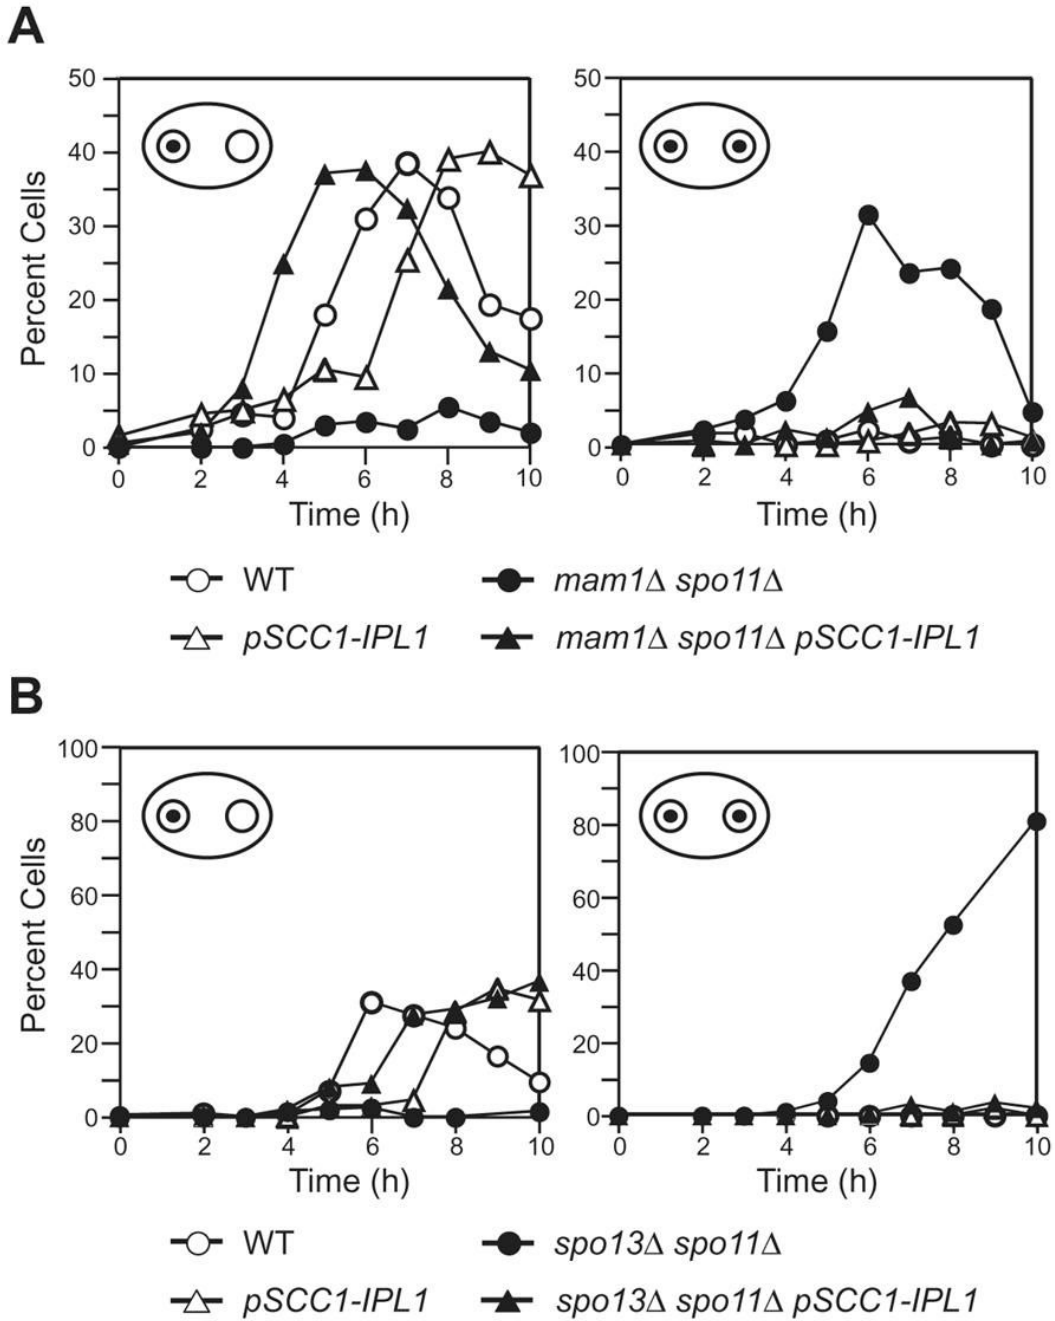 A
50 50
40 40
30 30
20 20
10 10
0 0
Percent Cells
0 2 4 6 8 10 0 2 4 6 8 10
Time (h) Time (h)
WT mam1Δ spo11Δ
pSCC1-IPL1 mam1Δ spo11Δ pSCC1-IPL1
B
100 100
80 80
60 60
40 40
20 20
0 0
Percent Cells
0 2 4 6 8 10 0 2 4 6 8 10
Time (h) Time (h)
WT spo13Δ spo11Δ
pSCC1-IPL1 spo13Δ spo11Δ pSCC1-IPL1